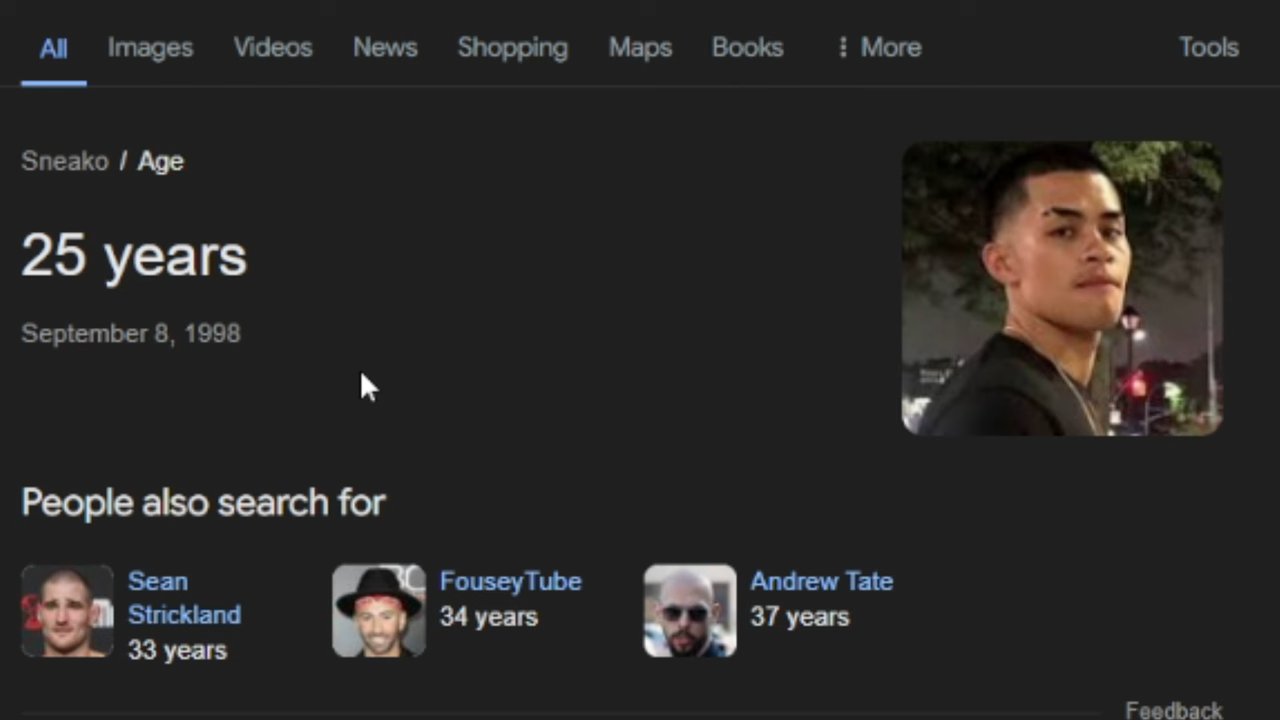 All Images Videos News Shopping Maps Books ⋮ More Tools
Sneako / Age
25 years
September 8, 1998
People also search for
Sean
Strickland
33 years
FouseyTube
34 years
Andrew Tate
37 years
Feedback